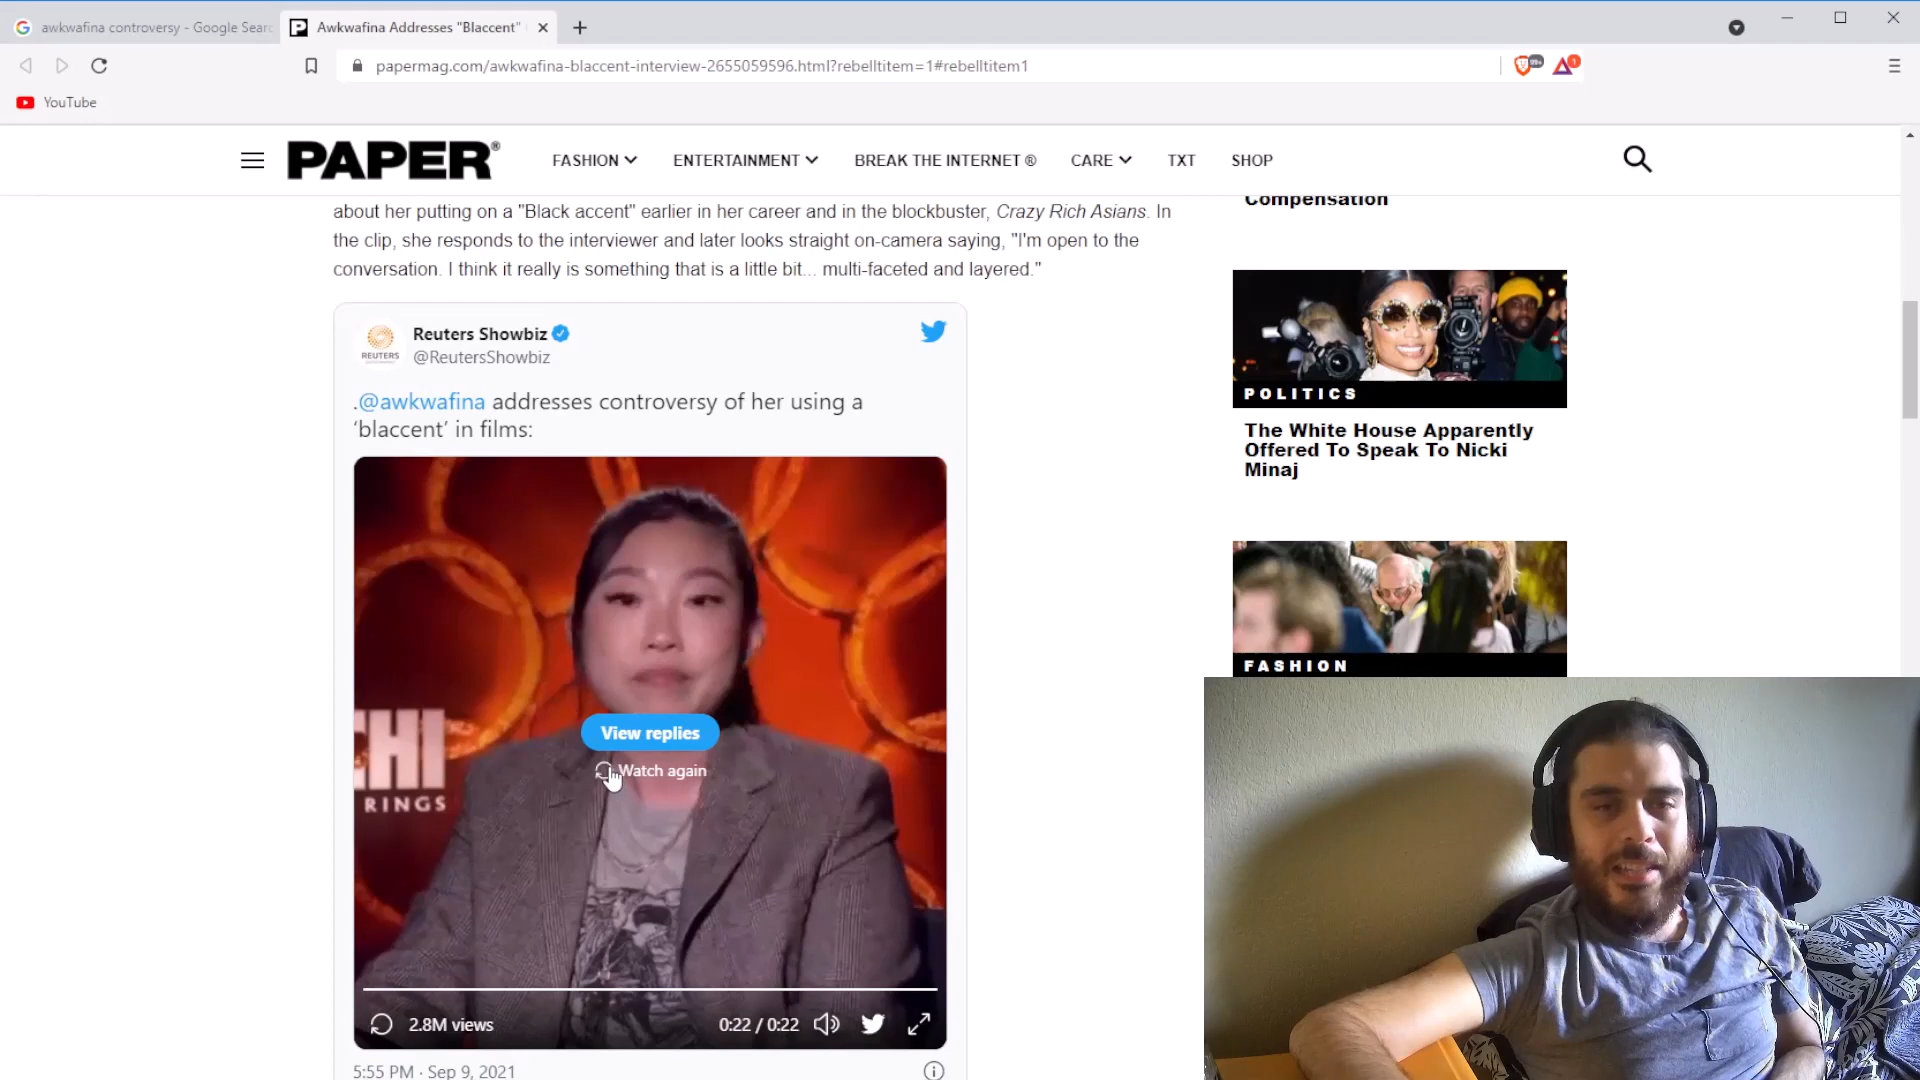 awkwafina controversy - Google Sear
Awkwafina Addresses "Blaccent"
papermag.com/awkwafina-blaccent-interview-2655059596.html?rebelltitem=1#rebelltitem1
99+
1
YouTube
PAPER®
FASHION
ENTERTAINMENT
BREAK THE INTERNET ®
CARE
TXT
SHOP
about her putting on a "Black accent" earlier in her career and in the blockbuster, Crazy Rich Asians. In
the clip, she responds to the interviewer and later looks straight on-camera saying, "I'm open to the
conversation. I think it really is something that is a little bit... multi-faceted and layered."
Reuters Showbiz
@ReutersShowbiz
REUTERS
.@awkwafina addresses controversy of her using a
‘blaccent’ in films:
CHI
RINGS
View replies
Watch again
2.8M views
0:22 / 0:22
5:55 PM · Sep 9, 2021
Compensation
POLITICS
The White House Apparently
Offered To Speak To Nicki
Minaj
FASHION